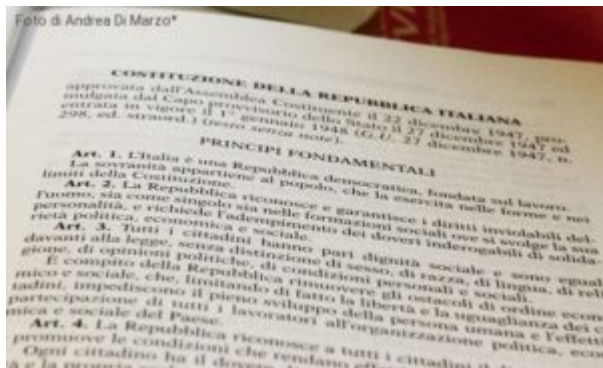 Foto di Andrea Di Marzo*
COSTITUZIONE DELLA REPUBBLICA ITALIANA
approvata dall'Assemblea Costituente il 22 dicembre 1947, pro-
mulgata dal Capo provvisorio dello Stato il 27 dicembre 1947 ed
entrata in vigore il 1° gennaio 1948 (G.U. 27 dicembre 1947, n.
298, ed. straord.) (testo senza note).
PRINCIPI FONDAMENTALI
Art. 1. L'Italia è una Repubblica democratica, fondata sul lavoro.
La sovranità appartiene al popolo, che la esercita nelle forme e nei
limiti della Costituzione.
Art. 2. La Repubblica riconosce e garantisce i diritti inviolabili del-
l'uomo, sia come singolo sia nelle formazioni sociali ove si svolge la sua
personalità, e richiede l'adempimento dei doveri inderogabili di solida-
rietà politica, economica e sociale.
Art. 3. Tutti i cittadini hanno pari dignità sociale e sono eguali
davanti alla legge, senza distinzione di sesso, di razza, di lingua, di reli
gione, di opinioni politiche, di condizioni personali e sociali.
È compito della Repubblica rimuovere gli ostacoli di ordine econ
mico e sociale, che, limitando di fatto la libertà e la uguaglianza dei c
tadini, impediscono il pieno sviluppo della persona umana e l'effetti
partecipazione di tutti i lavoratori all'organizzazione politica, eco
mica e sociale del Paese.
Art. 4. La Repubblica riconosce a tutti i cittadini il
promuove le condizioni che rendano
Ogni cittadino ha il dovere